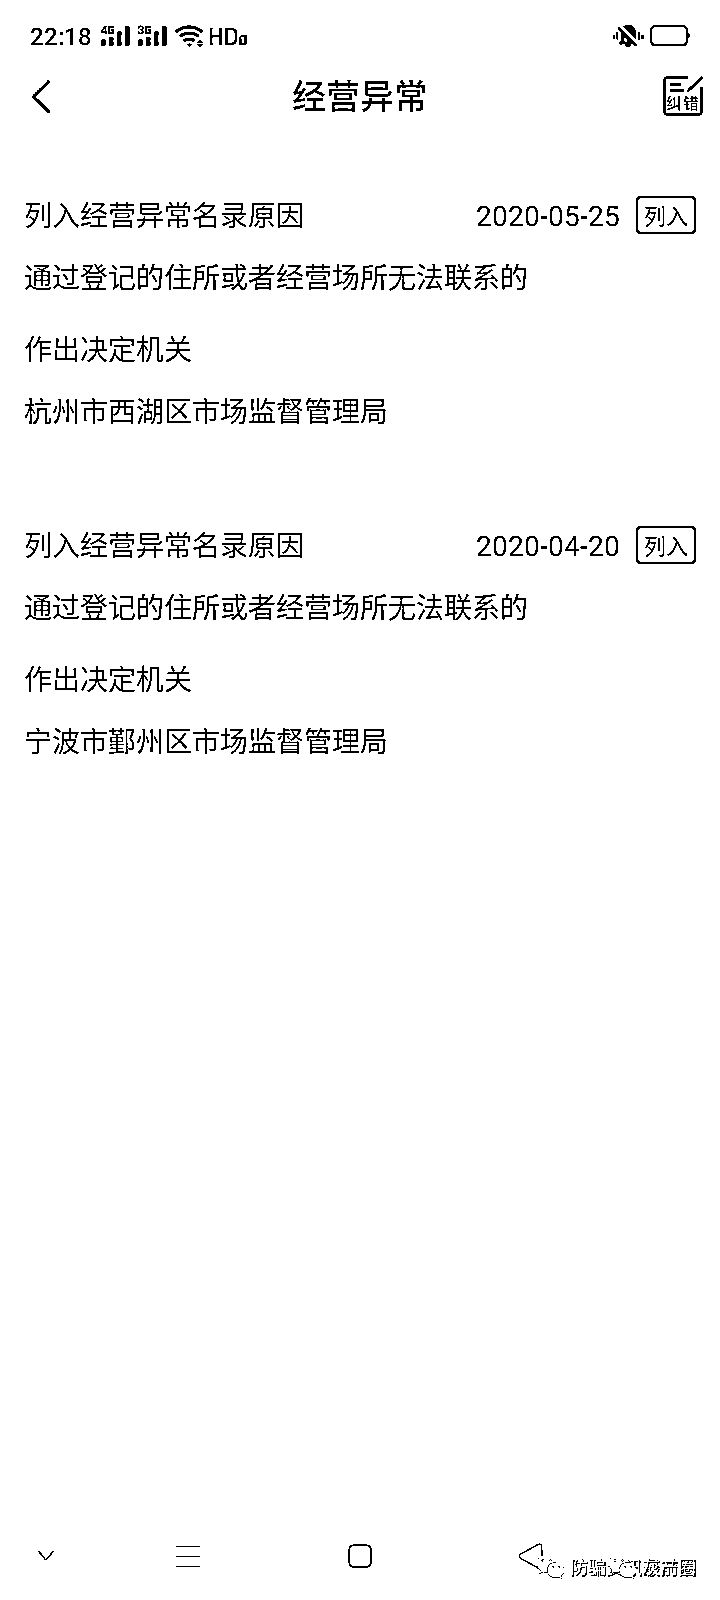 22:18 4G 3G HD
经营异常
纠错
列入经营异常名录原因 2020-05-25 列入
通过登记的住所或者经营场所无法联系的
作出决定机关
杭州市西湖区市场监督管理局
列入经营异常名录原因 2020-04-20 列入
通过登记的住所或者经营场所无法联系的
作出决定机关
宁波市鄞州区市场监督管理局